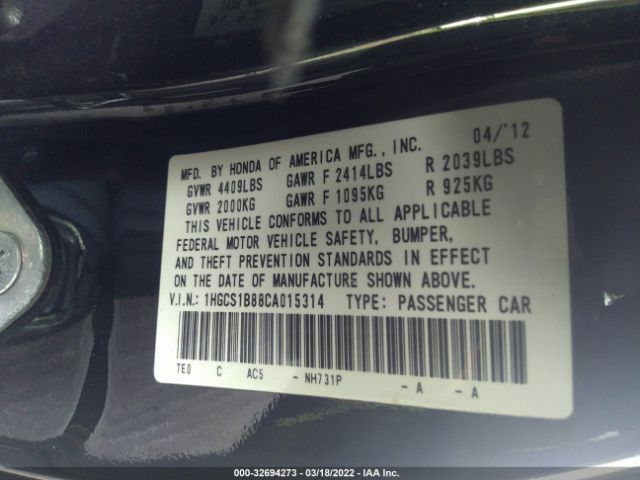 MFD. BY HONDA OF AMERICA MFG., INC. 04/'12
GVWR 4409LBS GAWR F 2414LBS R 2039LBS
GVWR 2000KG GAWR F 1095KG R 925KG
THIS VEHICLE CONFORMS TO ALL APPLICABLE
FEDERAL MOTOR VEHICLE SAFETY, BUMPER,
AND THEFT PREVENTION STANDARDS IN EFFECT
ON THE DATE OF MANUFACTURE SHOWN ABOVE.
V.I.N.: 1HGCS1B88CA015314 TYPE: PASSENGER CAR
TE0 C AC5 - NH731P - A - A
000-32694273 - 03/18/2022 - IAA Inc.